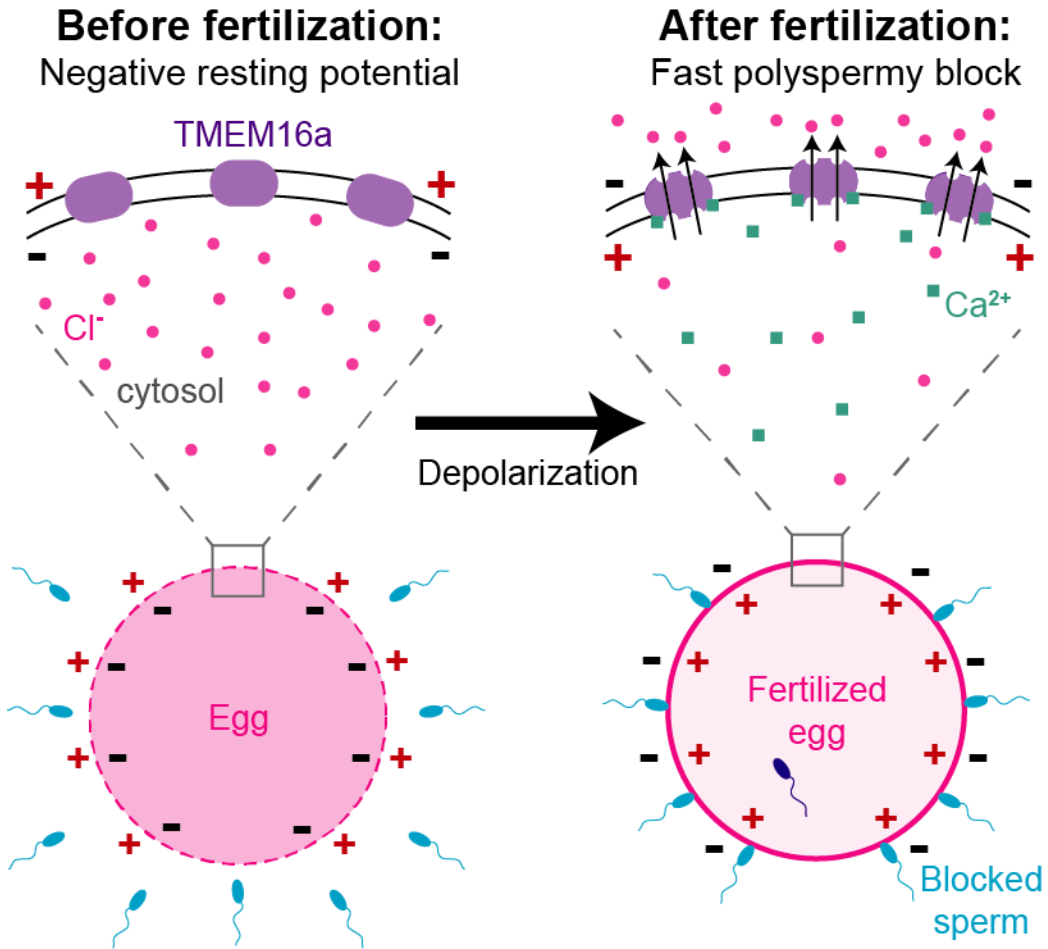 Before fertilization:
Negative resting potential
TMEM16a
Cl⁻
cytosol
Egg
Depolarization
After fertilization:
Fast polyspermy block
Ca²⁺
Fertilized
egg
Blocked
sperm